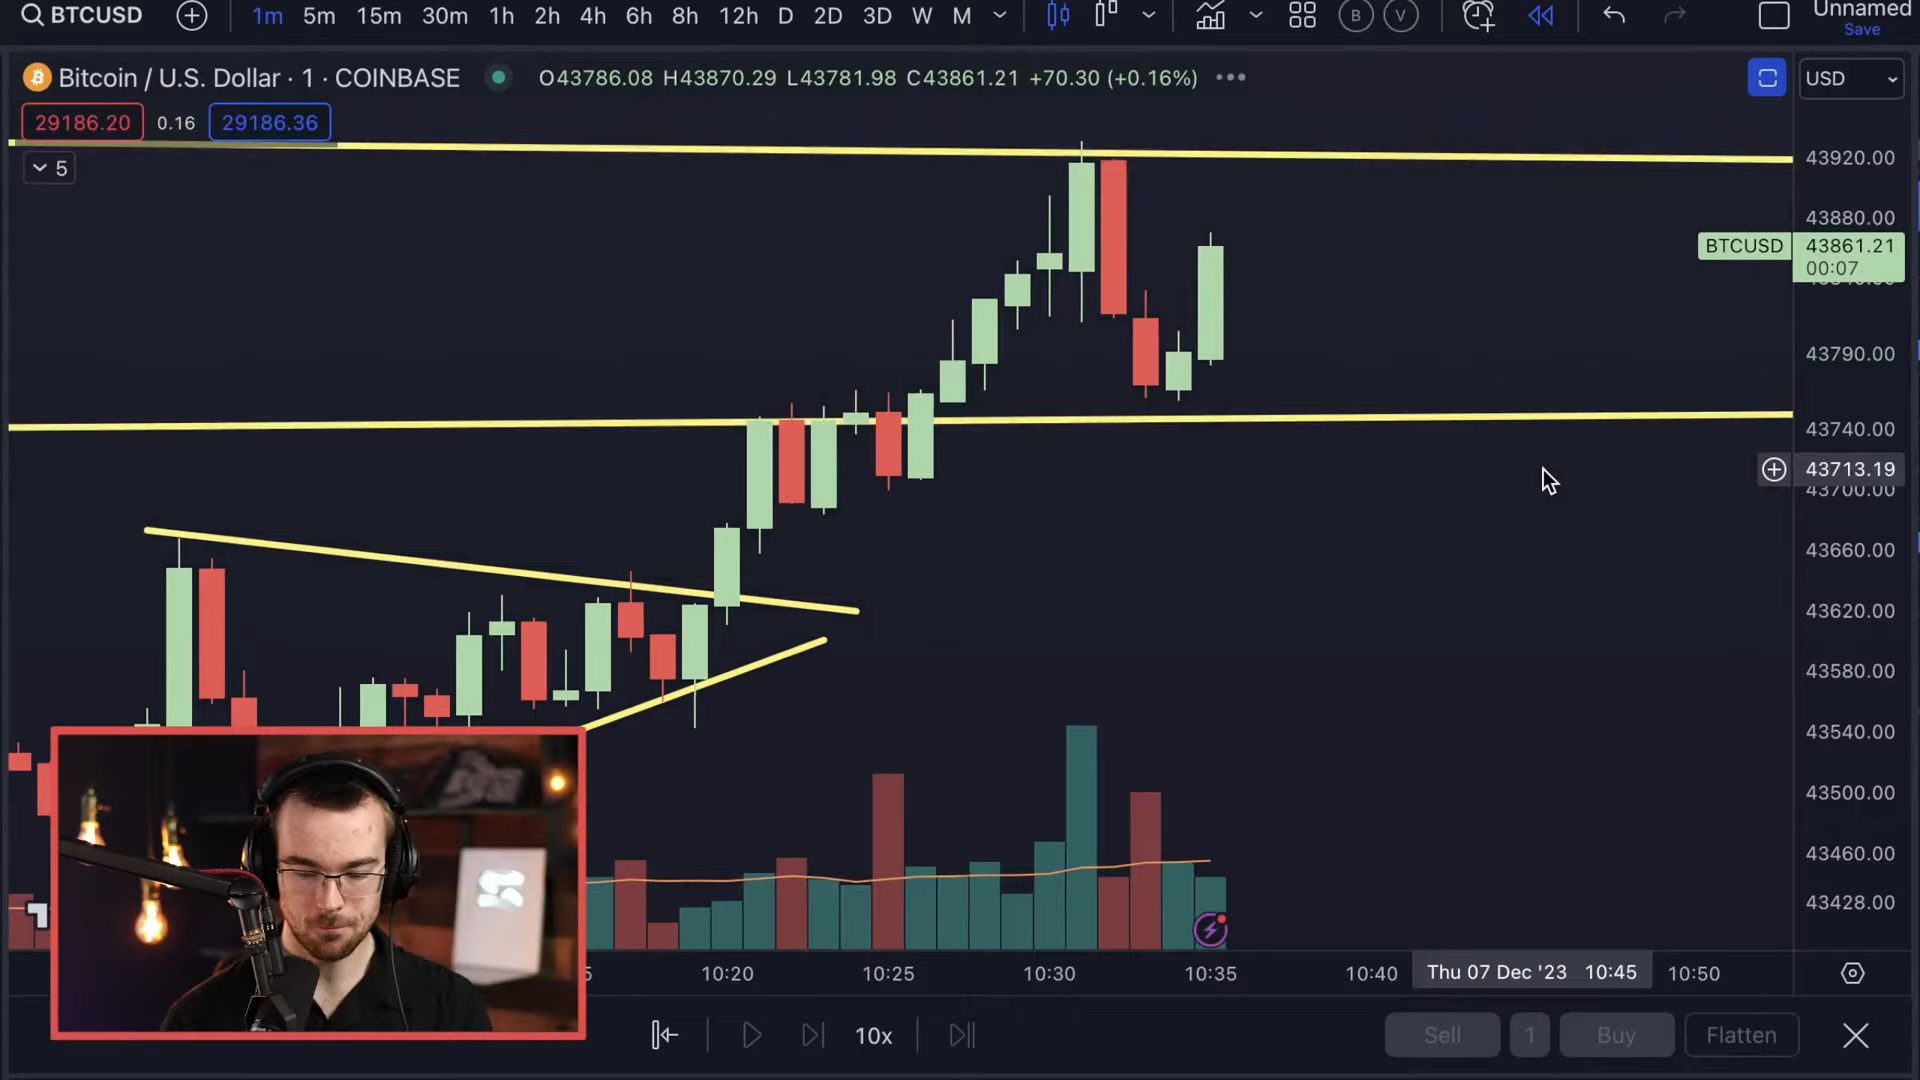 BTCUSD 1m 5m 15m 30m 1h 2h 4h 6h 8h 12h D 2D 3D W M B V Unnamed
Save
Bitcoin / U.S. Dollar · 1 · COINBASE O43786.08 H43870.29 L43781.98 C43861.21 +70.30 (+0.16%) USD
29186.20 0.16 29186.36
5
43920.00
43880.00
BTCUSD 43861.21
00:07
43790.00
43740.00
43713.19
43700.00
43660.00
43620.00
43580.00
43540.00
43500.00
43460.00
43428.00
10:20 10:25 10:30 10:35 10:40 Thu 07 Dec '23 10:45 10:50
10x Sell 1 Buy Flatten